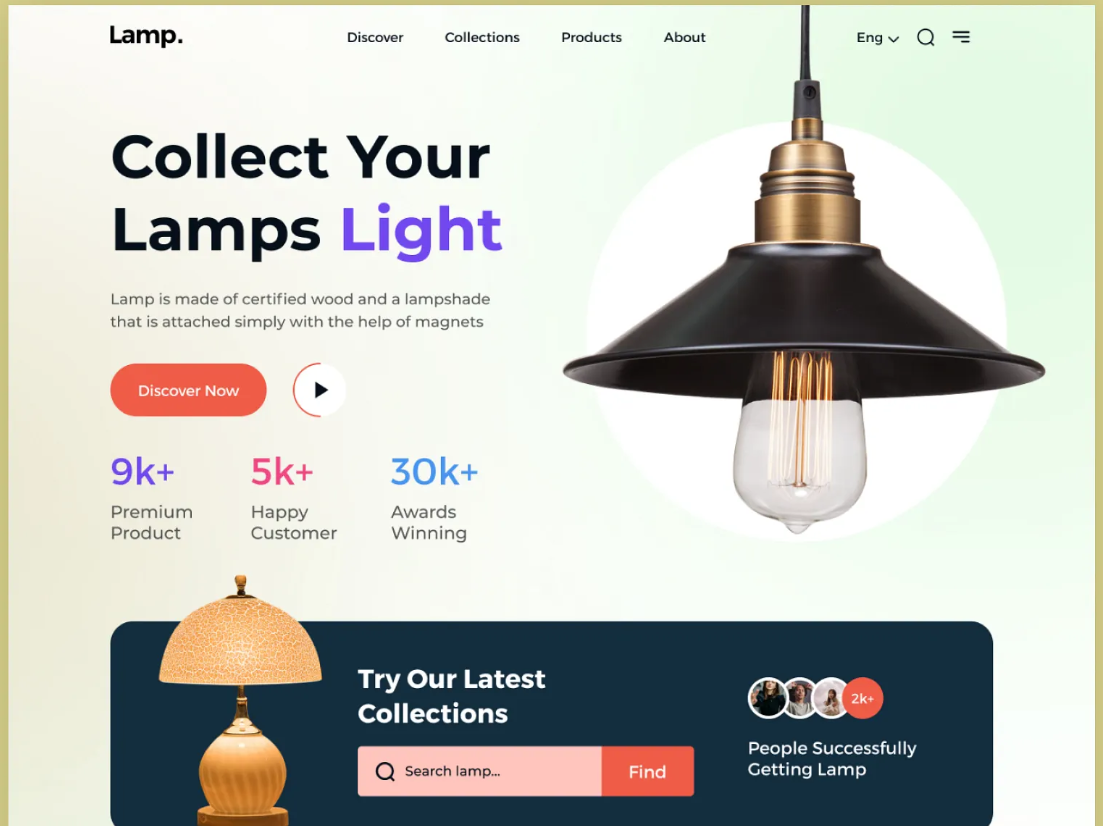 Lamp.
Discover
Collections
Products
About
Eng
Collect Your
Lamps Light
Lamp is made of certified wood and a lampshade
that is attached simply with the help of magnets
Discover Now
9k+
Premium
Product
5k+
Happy
Customer
30k+
Awards
Winning
Try Our Latest
Collections
Search lamp...
Find
2k+
People Successfully
Getting Lamp